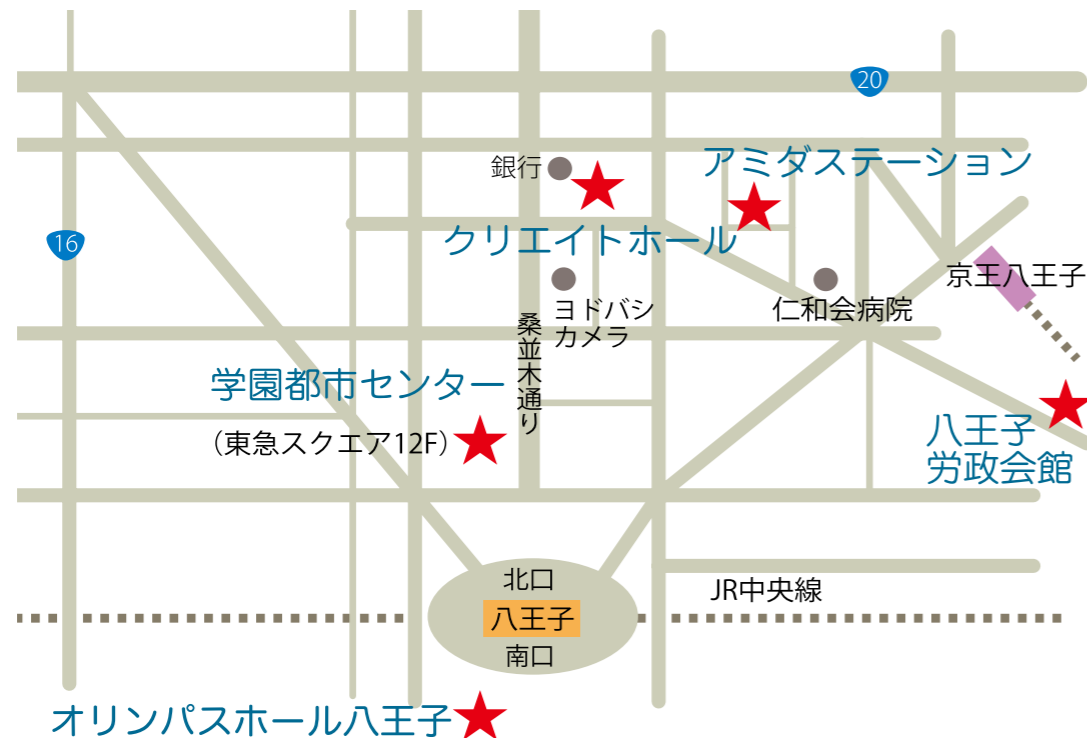 20
銀行
アミダステーション
16
クリエイトホール
京王八王子
ヨドバシ
カメラ
仁和会病院
桑並木通り
学園都市センター
（東急スクエア12F）
八王子
労政会館
北口
JR中央線
八王子
南口
オリンパスホール八王子